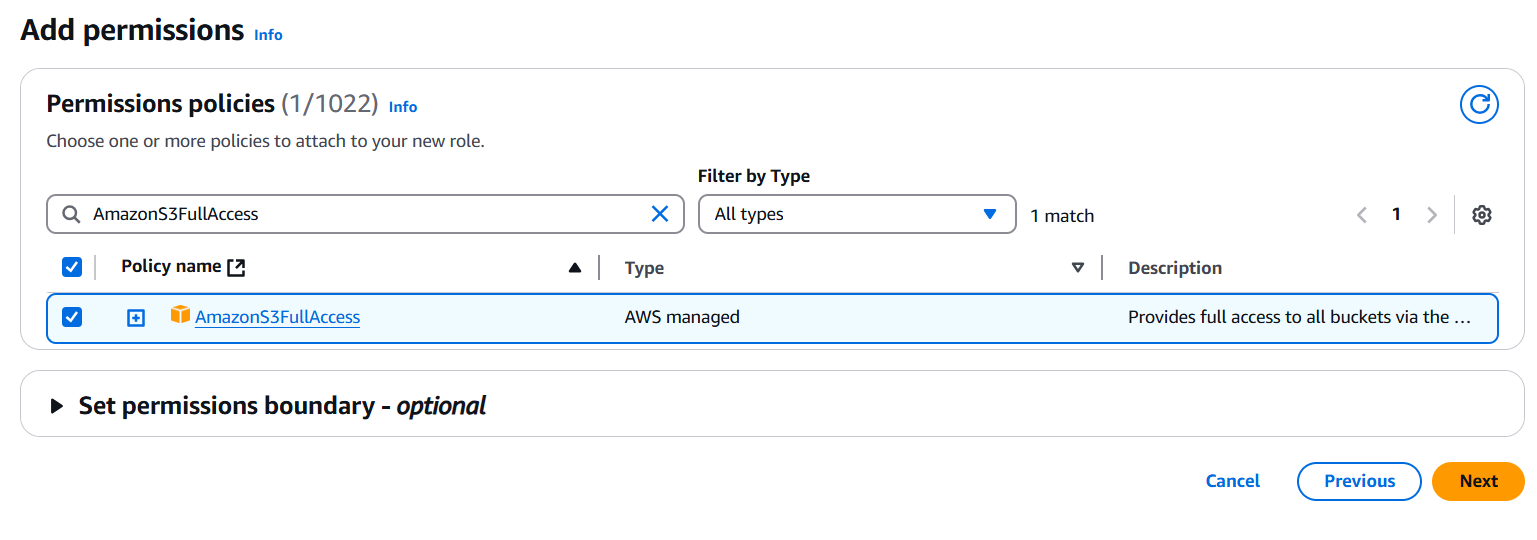 Add permissions Info
Permissions policies (1/1022) Info
Choose one or more policies to attach to your new role.
Filter by Type
AmazonS3FullAccess All types 1 match 1
Policy name Type Description
AmazonS3FullAccess AWS managed Provides full access to all buckets via the ...
Set permissions boundary - optional
Cancel Previous Next